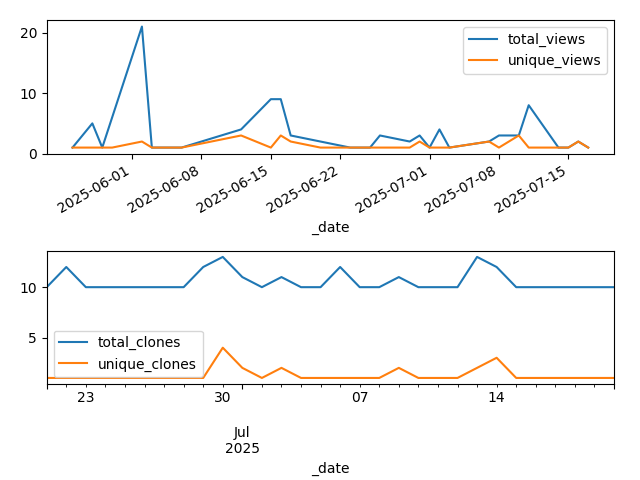 20
10
0
total_views
unique_views
2025-06-01
2025-06-08
2025-06-15
2025-06-22
2025-07-01
2025-07-08
2025-07-15
_date
10
5
total_clones
unique_clones
23 30 07 14
Jul
2025
_date